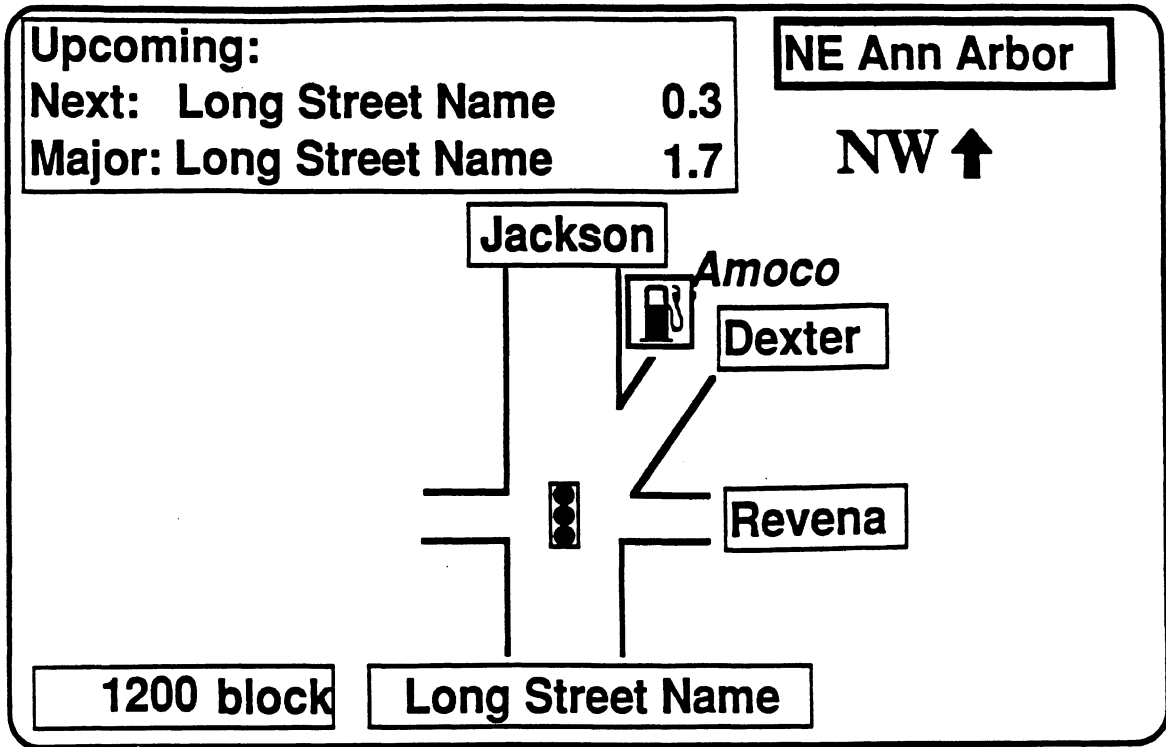 Upcoming:
Next: Long Street Name 0.3
Major: Long Street Name 1.7
NE Ann Arbor
NW
Jackson
Amoco
Dexter
Revena
1200 block
Long Street Name